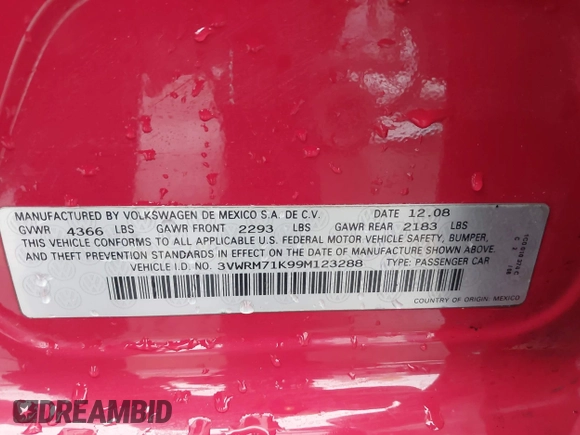 MANUFACTURED BY VOLKSWAGEN DE MEXICO S.A. DE C.V. DATE 12.08
GVWR 4366 LBS GAWR FRONT 2293 LBS GAWR REAR 2183 LBS
THIS VEHICLE CONFORMS TO ALL APPLICABLE U.S. FEDERAL MOTOR VEHICLE SAFETY, BUMPER,
AND THEFT PREVENTION STANDARDS IN EFFECT ON THE DATE OF MANUFACTURE SHOWN ABOVE.
VEHICLE I.D. NO. 3VWRM71K99M123288 TYPE: PASSENGER CAR
COUNTRY OF ORIGIN: MEXICO
DREAMBID